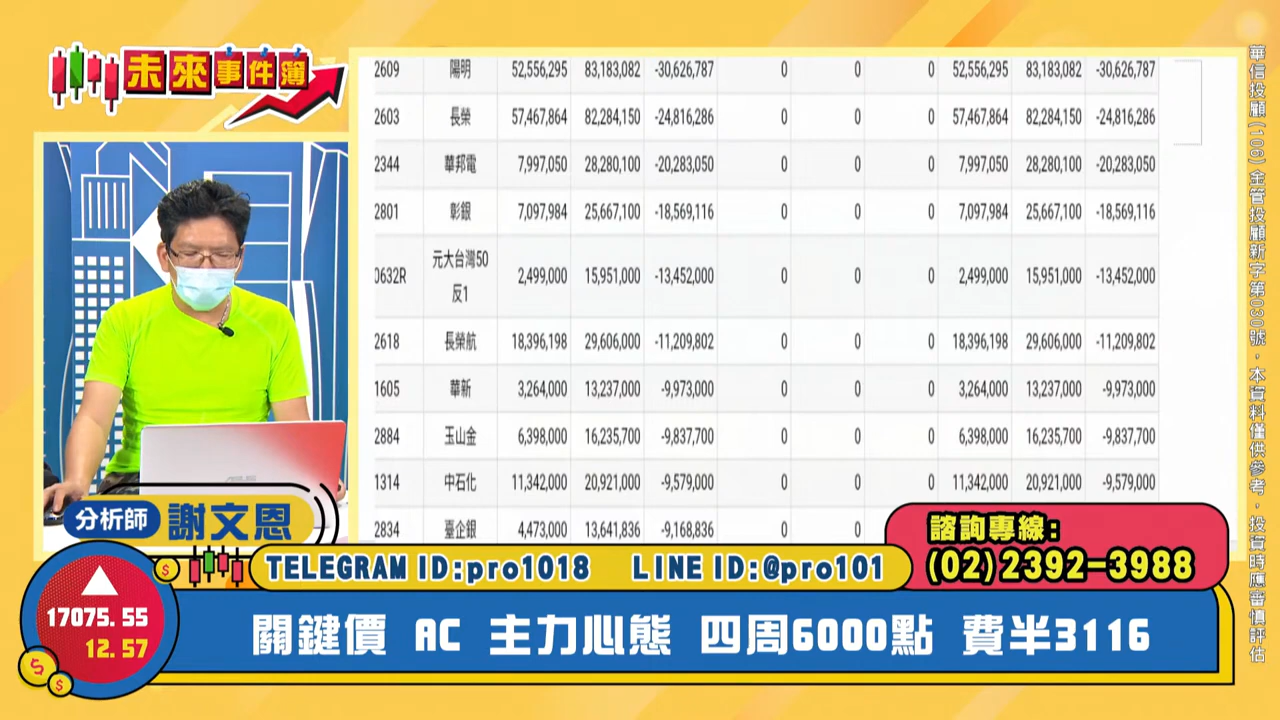 未來事件簿
2609 陽明 52,556,295 83,183,082 -30,626,787 0 0 0 52,556,295 83,183,082 -30,626,787
2603 長榮 57,467,864 82,284,150 -24,816,286 0 0 0 57,467,864 82,284,150 -24,816,286
2344 華邦電 7,997,050 28,280,100 -20,283,050 0 0 0 7,997,050 28,280,100 -20,283,050
2801 彰銀 7,097,984 25,667,100 -18,569,116 0 0 0 7,097,984 25,667,100 -18,569,116
0632R 元大台灣50反1 2,499,000 15,951,000 -13,452,000 0 0 0 2,499,000 15,951,000 -13,452,000
2618 長榮航 18,396,198 29,606,000 -11,209,802 0 0 0 18,396,198 29,606,000 -11,209,802
1605 華新 3,264,000 13,237,000 -9,973,000 0 0 0 3,264,000 13,237,000 -9,973,000
2884 玉山金 6,398,000 16,235,700 -9,837,700 0 0 0 6,398,000 16,235,700 -9,837,700
1314 中石化 11,342,000 20,921,000 -9,579,000 0 0 0 11,342,000 20,921,000 -9,579,000
2834 臺企銀 4,473,000 13,641,836 -9,168,836 0 0 0 4,473,000 13,641,836 -9,168,836
分析師 謝文恩
諮詢專線:
(02)2392-3988
TELEGRAM ID:pro1018 LINE ID:@pro101
17075.55
12.57
關鍵價 AC 主力心態 四周6000點 費半3116
華信投顧(106)金管投顧新字第030號，本資料僅供參考，投資時應審慎評估